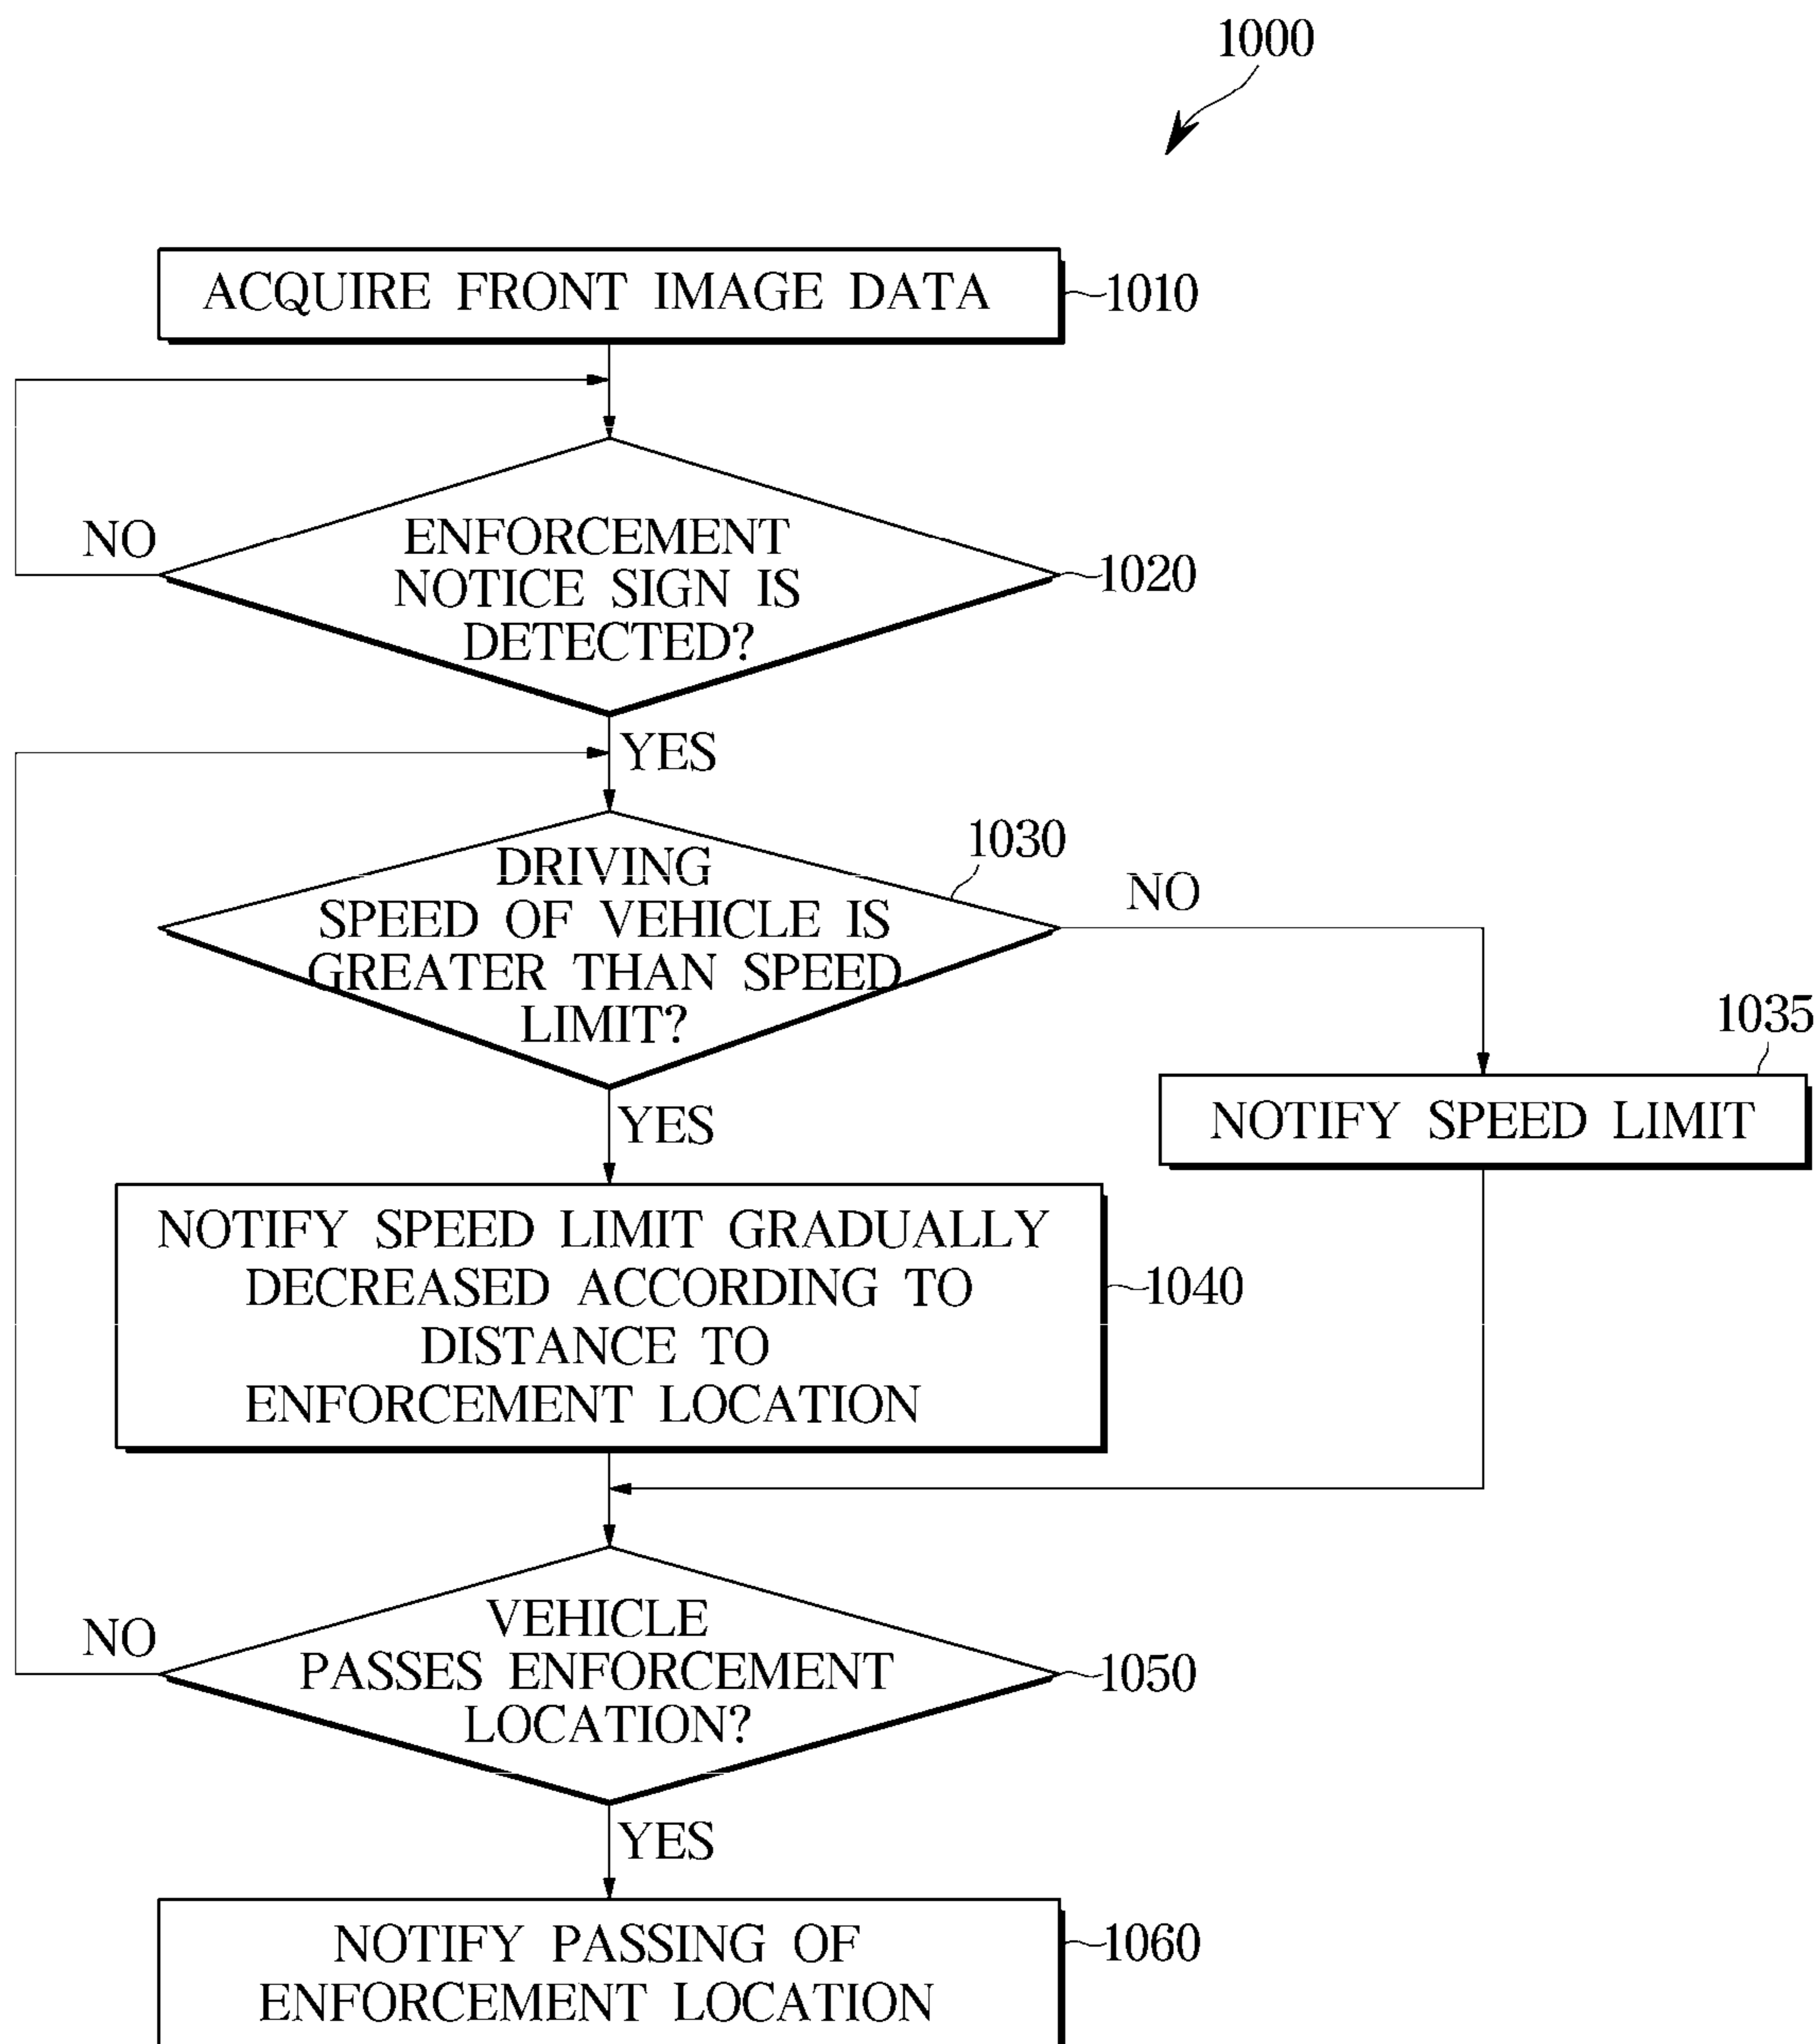 1000
ACQUIRE FRONT IMAGE DATA
1010
NO
ENFORCEMENT
NOTICE SIGN IS
DETECTED?
1020
YES
DRIVING
SPEED OF VEHICLE IS
GREATER THAN SPEED
LIMIT?
1030
NO
1035
NOTIFY SPEED LIMIT
YES
NOTIFY SPEED LIMIT GRADUALLY
DECREASED ACCORDING TO
DISTANCE TO
ENFORCEMENT LOCATION
1040
NO
VEHICLE
PASSES ENFORCEMENT
LOCATION?
1050
YES
NOTIFY PASSING OF
ENFORCEMENT LOCATION
1060